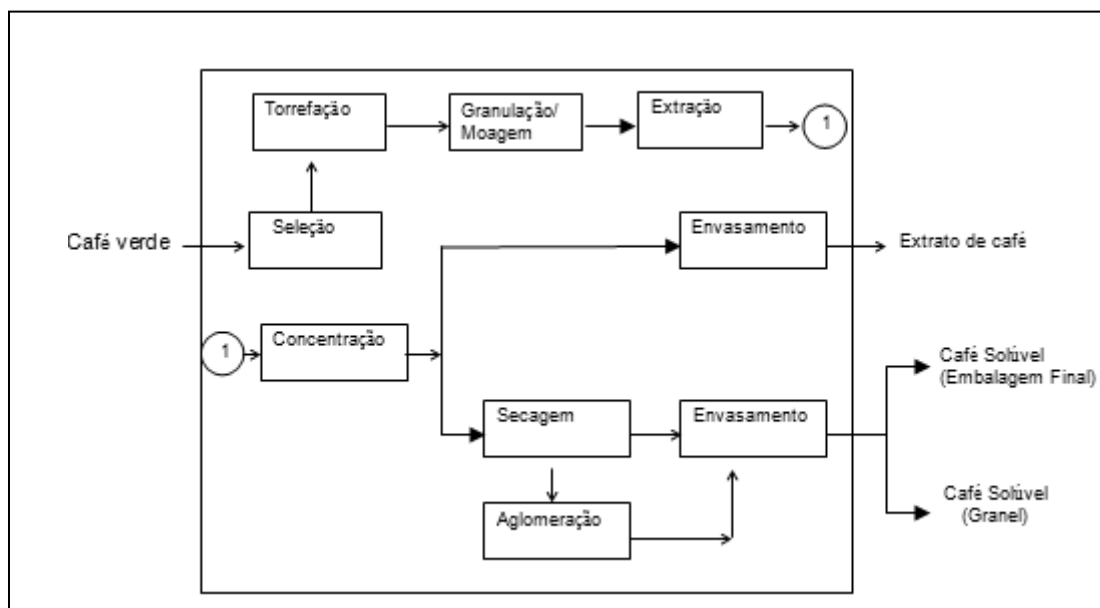 Torrefação
Granulação/
Moagem
Extração
1
Café verde
Seleção
Envasamento
Extrato de café
1
Concentração
Café Solúvel
(Embalagem Final)
Secagem
Envasamento
Aglomeração
Café Solúvel
(Granel)